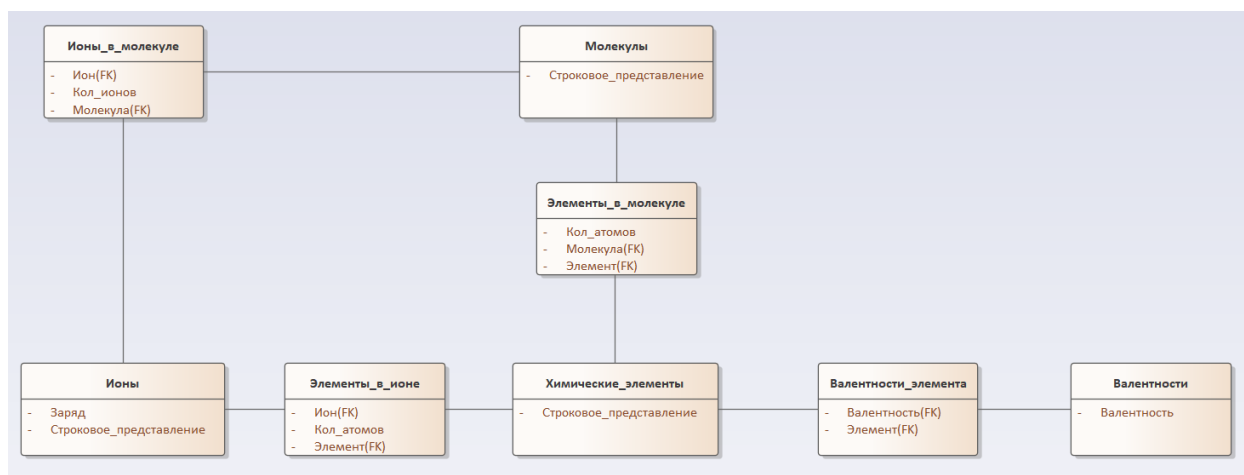 Ионы_в_молекуле
- Ион(FK)
- Кол_ионов
- Молекула(FK)
Молекулы
- Строковое_представление
Элементы_в_молекуле
- Кол_атомов
- Молекула(FK)
- Элемент(FK)
Ионы
- Заряд
- Строковое_представление
Элементы_в_ионе
- Ион(FK)
- Кол_атомов
- Элемент(FK)
Химические_элементы
- Строковое_представление
Валентности_элемента
- Валентность(FK)
- Элемент(FK)
Валентности
- Валентность